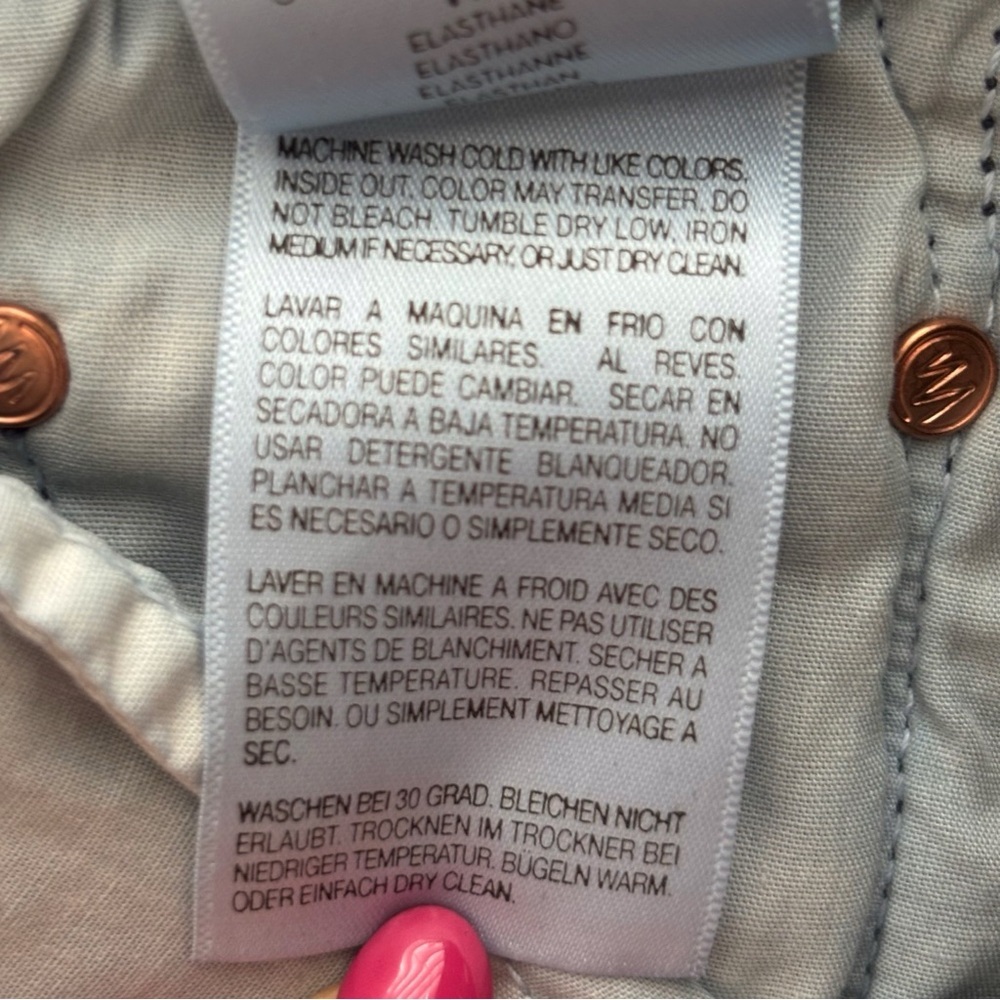 ELASTHANE
ELASTHANO
ELASTHANNE
ELASTHAN
MACHINE WASH COLD WITH LIKE COLORS,
INSIDE OUT. COLOR MAY TRANSFER. DO
NOT BLEACH. TUMBLE DRY LOW. IRON
MEDIUM IF NECESSARY. OR JUST DRY CLEAN.
LAVAR A MAQUINA EN FRIO CON
COLORES SIMILARES. AL REVES.
COLOR PUEDE CAMBIAR. SECAR EN
SECADORA A BAJA TEMPERATURA. NO
USAR DETERGENTE BLANQUEADOR.
PLANCHAR A TEMPERATURA MEDIA SI
ES NECESARIO O SIMPLEMENTE SECO.
LAVER EN MACHINE A FROID AVEC DES
COULEURS SIMILAIRES. NE PAS UTILISER
D'AGENTS DE BLANCHIMENT. SECHER A
BASSE TEMPERATURE. REPASSER AU
BESOIN. OU SIMPLEMENT METTOYAGE A
SEC.
WASCHEN BEI 30 GRAD. BLEICHEN NICHT
ERLAUBT. TROCKNEN IM TROCKNER BEI
NIEDRIGER TEMPERATUR. BÜGELN WARM.
ODER EINFACH DRY CLEAN.